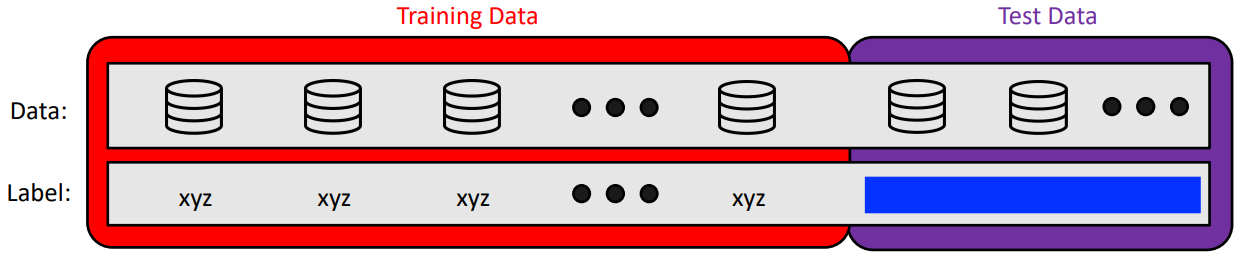 Training Data
Test Data
Data:
Label:
xyz
xyz
xyz
xyz